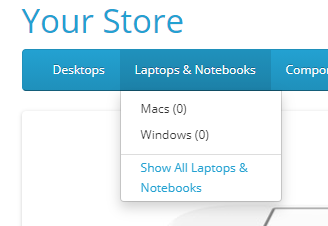 Your Store
Desktops Laptops & Notebooks
Macs (0)
Windows (0)
Show All Laptops &
Notebooks